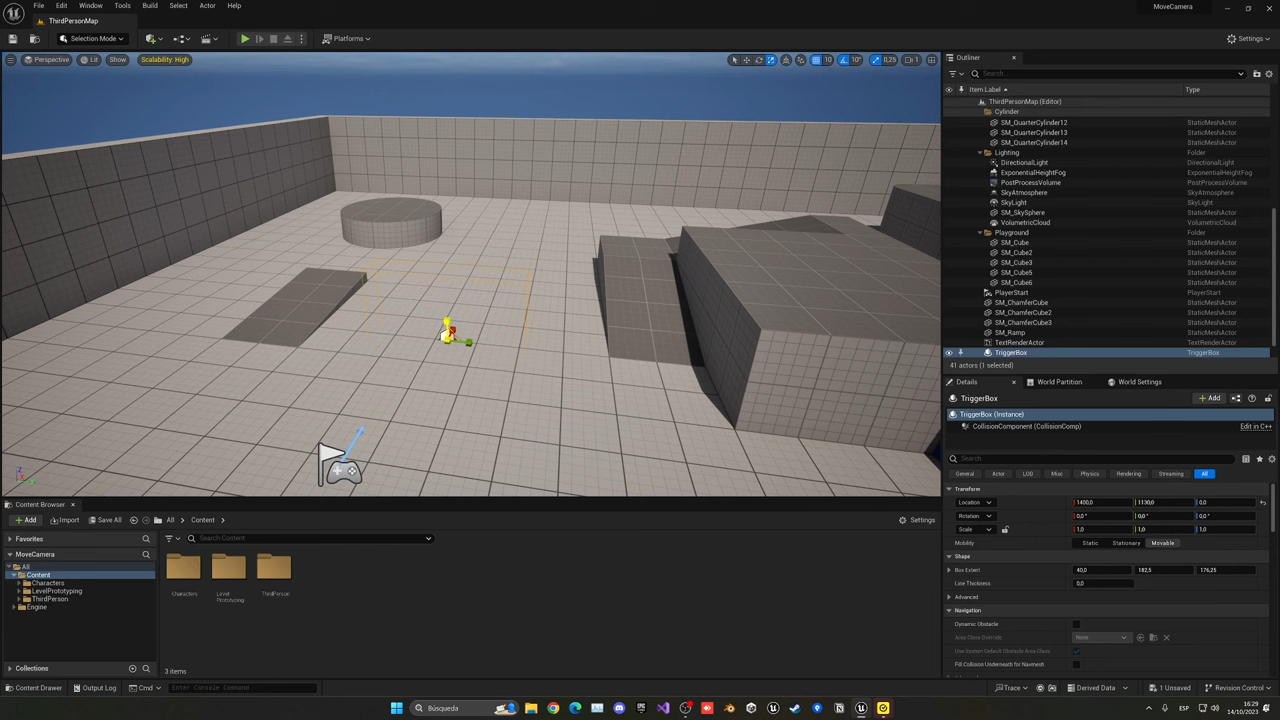 File Edit Window Tools Build Select Actor Help
MoveCamera
ThirdPersonMap
Selection Mode
Platforms
Settings
Perspective Lit Show Scalability: High
10 10° 0,25 1
Outliner
Search...
Item Label Type
ThirdPersonMap (Editor)
Cylinder
SM_QuarterCylinder12 StaticMeshActor
SM_QuarterCylinder13 StaticMeshActor
SM_QuarterCylinder14 StaticMeshActor
Lighting Folder
DirectionalLight DirectionalLight
ExponentialHeightFog ExponentialHeightFog
PostProcessVolume PostProcessVolume
SkyAtmosphere SkyAtmosphere
SkyLight SkyLight
SM_SkySphere StaticMeshActor
VolumetricCloud VolumetricCloud
Playground Folder
SM_Cube StaticMeshActor
SM_Cube2 StaticMeshActor
SM_Cube3 StaticMeshActor
SM_Cube5 StaticMeshActor
SM_Cube6 StaticMeshActor
PlayerStart PlayerStart
SM_ChamferCube StaticMeshActor
SM_ChamferCube2 StaticMeshActor
SM_ChamferCube3 StaticMeshActor
SM_Ramp StaticMeshActor
TextRenderActor TextRenderActor
TriggerBox TriggerBox
41 actors (1 selected)
Details World Partition World Settings
TriggerBox
Add
TriggerBox (Instance)
CollisionComponent (CollisionComp) Edit in C++
Search
General Actor LOD Misc Physics Rendering Streaming All
Transform
Location 1400,0 1130,0 0,0
Rotation 0,0 ° 0,0 ° 0,0 °
Scale 1,0 1,0 1,0
Mobility Static Stationary Movable
Shape
Box Extent 40,0 182,5 176,25
Line Thickness 0,0
Advanced
Navigation
Dynamic Obstacle
Area Class Override None
Use System Default Obstacle Area Class
Fill Collision Underneath for Navmesh
Content Browser
Add Import Save All All Content Settings
Favorites
MoveCamera
All
Content
Characters
LevelPrototyping
ThirdPerson
Engine
Collections
Search Content
Characters
Level
Prototyping
ThirdPerson
3 items
Content Drawer Output Log Cmd Enter Console Command
Trace Derived Data 1 Unsaved Revision Control
Búsqueda
ESP
16:29
14/10/2023